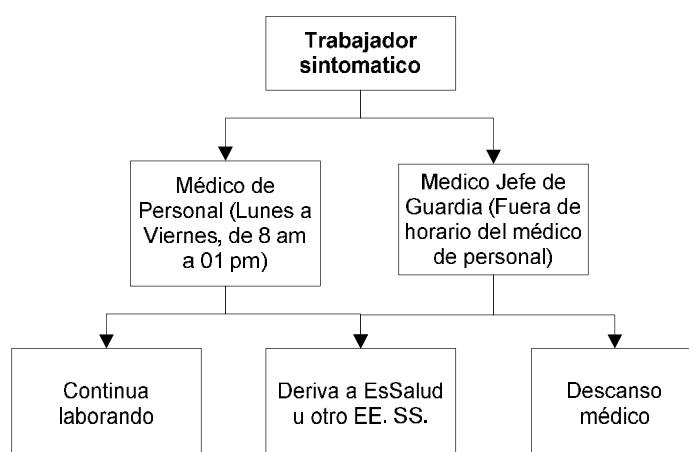 Trabajador
sintomatico
Médico de
Personal (Lunes a
Viernes, de 8 am
a 01 pm)
Medico Jefe de
Guardia (Fuera de
horario del médico
de personal)
Continua
laborando
Deriva a EsSalud
u otro EE. SS.
Descanso
médico